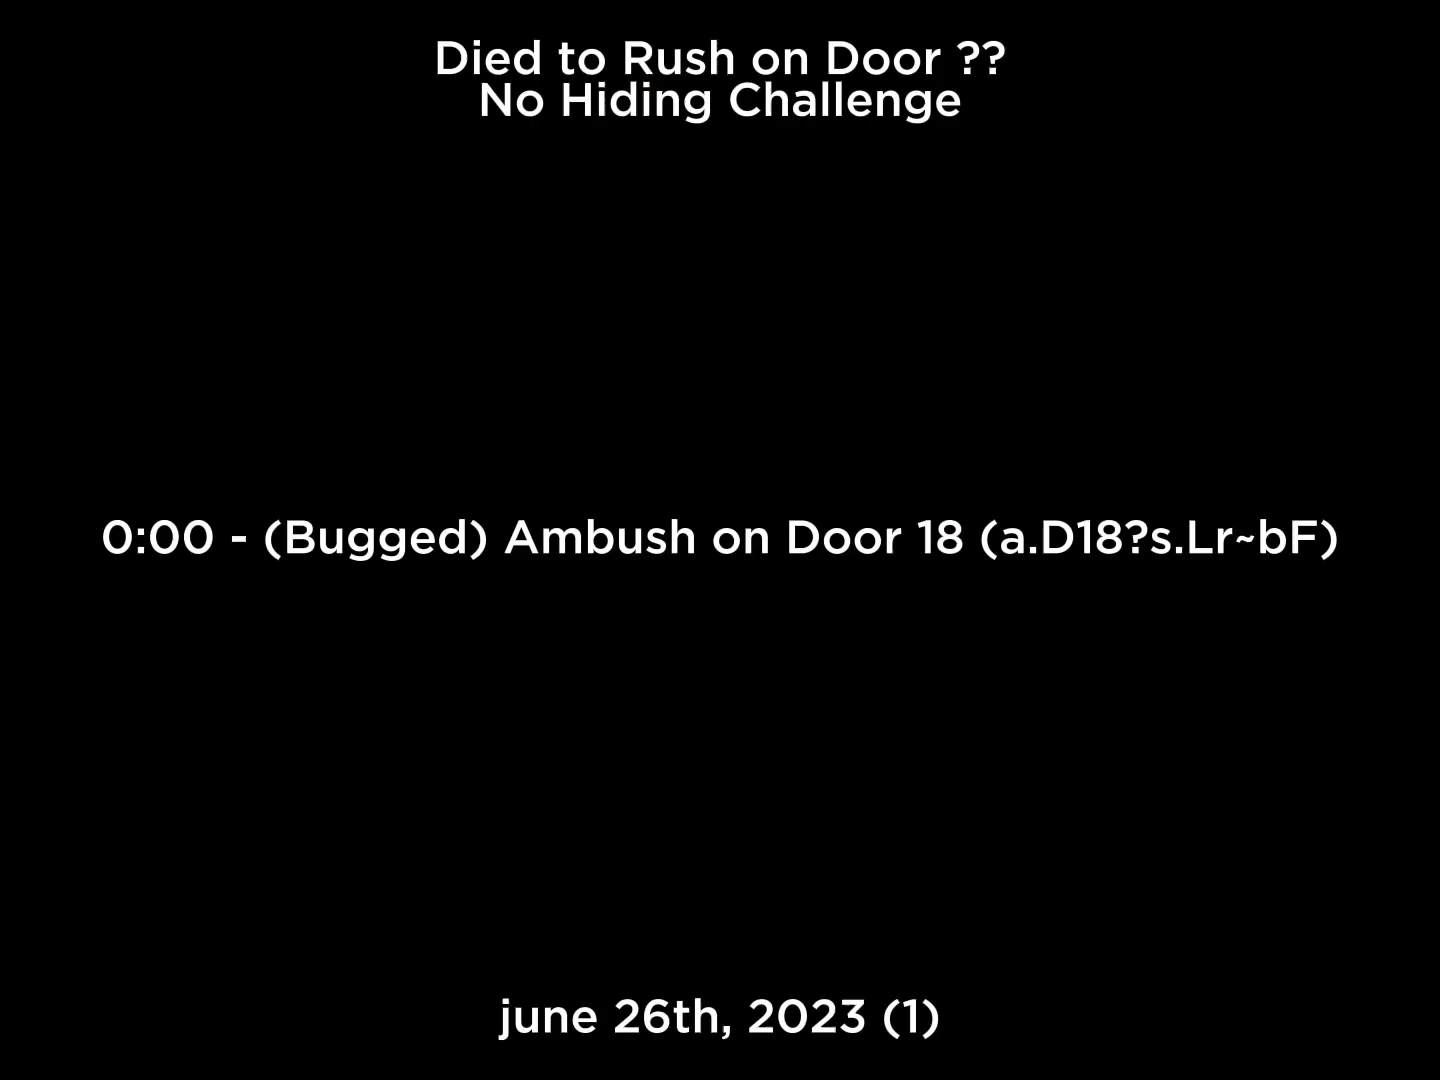 Died to Rush on Door ??
No Hiding Challenge
0:00 - (Bugged) Ambush on Door 18 (a.D18?s.Lr~bF)
june 26th, 2023 (1)